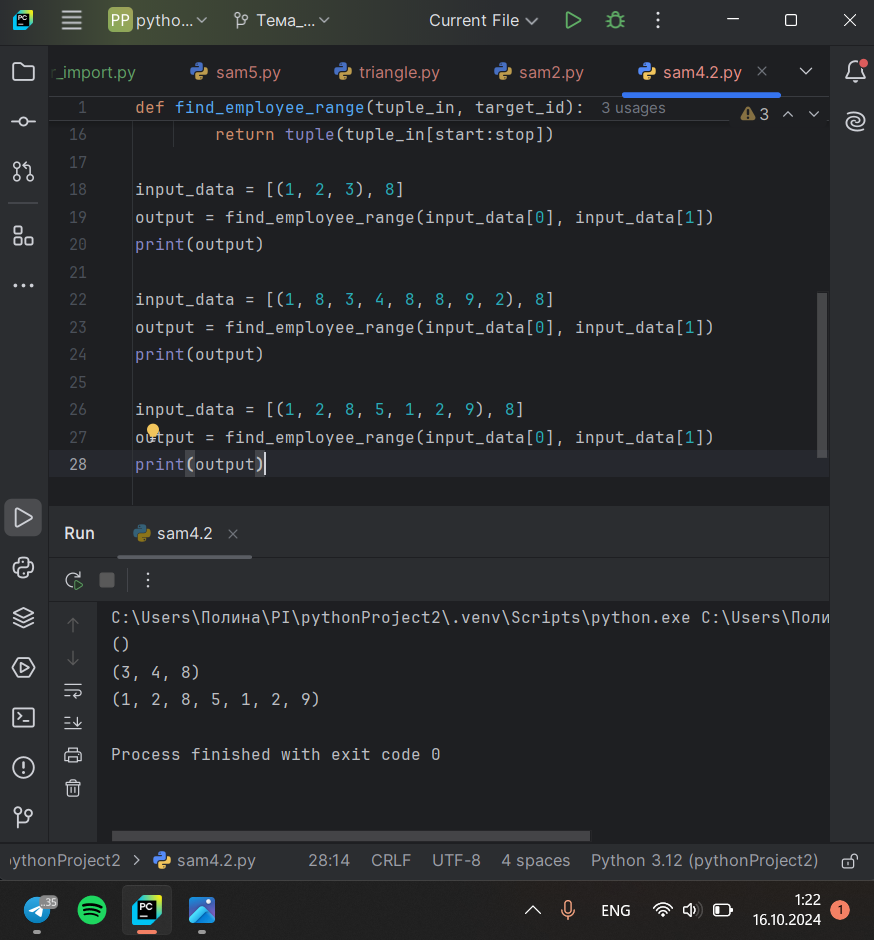 PC PP pytho... Тема_... Current File
r_import.py sam5.py triangle.py sam2.py sam4.2.py
1 def find_employee_range(tuple_in, target_id): 3 usages
3
16 return tuple(tuple_in[start:stop])
17
18 input_data = [(1, 2, 3), 8]
19 output = find_employee_range(input_data[0], input_data[1])
20 print(output)
21
22 input_data = [(1, 8, 3, 4, 8, 8, 9, 2), 8]
23 output = find_employee_range(input_data[0], input_data[1])
24 print(output)
25
26 input_data = [(1, 2, 8, 5, 1, 2, 9), 8]
27 output = find_employee_range(input_data[0], input_data[1])
28 print(output)
Run sam4.2
C:\Users\Полина\PI\pythonProject2\.venv\Scripts\python.exe C:\Users\Поли
()
(3, 4, 8)
(1, 2, 8, 5, 1, 2, 9)
Process finished with exit code 0
ythonProject2 sam4.2.py 28:14 CRLF UTF-8 4 spaces Python 3.12 (pythonProject2)
..35 PC ENG 1:22
16.10.2024 1